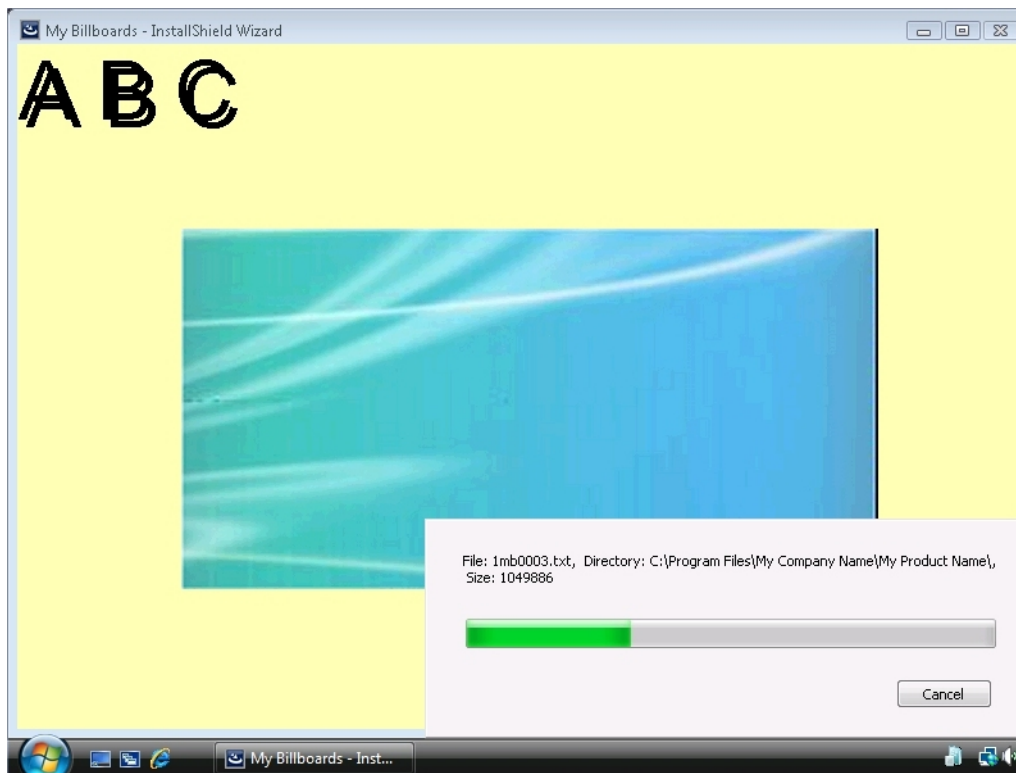 My Billboards - InstallShield Wizard
A B C
File: 1mb0003.txt, Directory: C:\Program Files\My Company Name\My Product Name\,
Size: 1049886
Cancel
My Billboards - Inst...